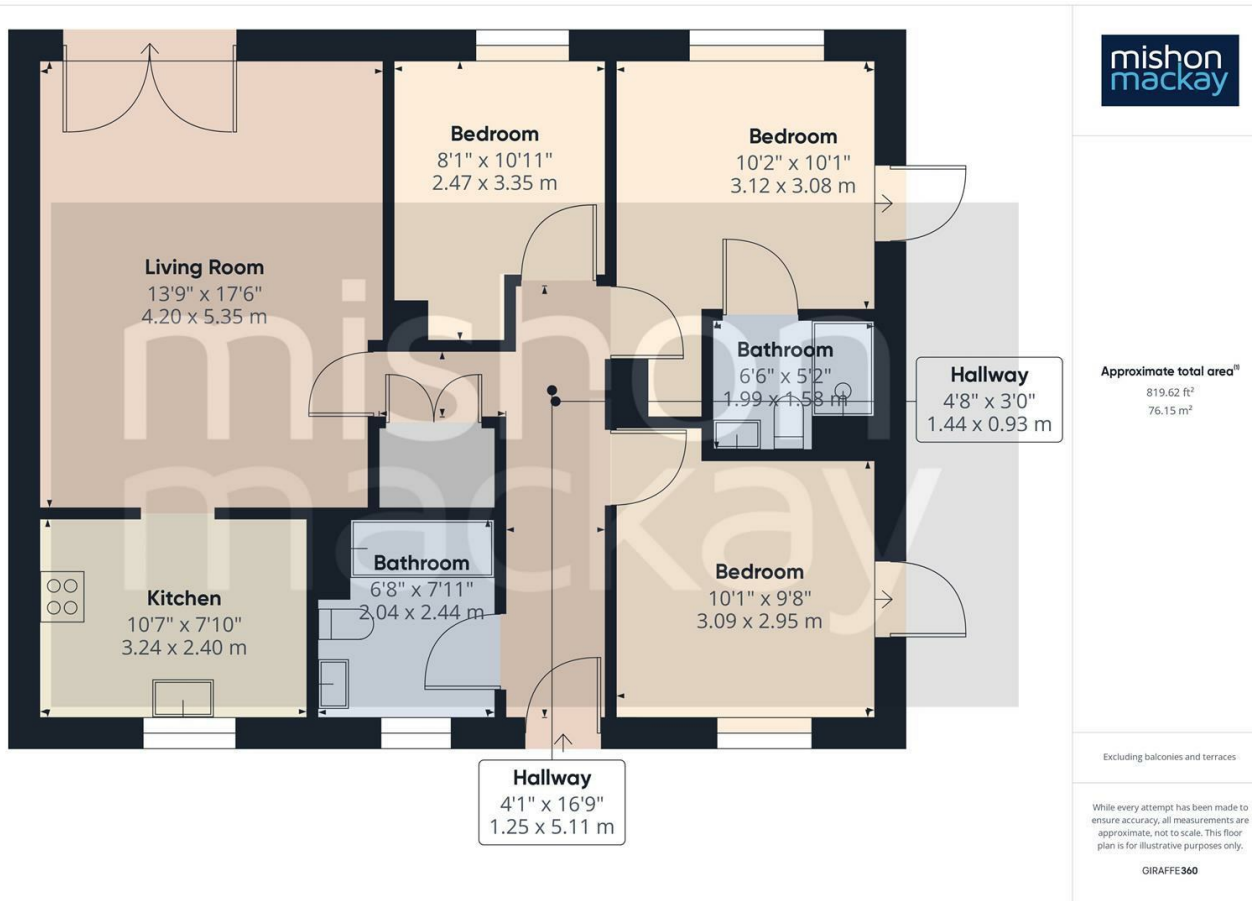 mishon
mackay
Bedroom
8'1" x 10'11"
2.47 x 3.35 m
Bedroom
10'2" x 10'1"
3.12 x 3.08 m
Living Room
13'9" x 17'6"
4.20 x 5.35 m
Bathroom
6'6" x 5'2"
1.99 x 1.58 m
Hallway
4'8" x 3'0"
1.44 x 0.93 m
mishon
mackay
Bathroom
6'8" x 7'11"
2.04 x 2.44 m
Kitchen
10'7" x 7'10"
3.24 x 2.40 m
Bedroom
10'1" x 9'8"
3.09 x 2.95 m
Hallway
4'1" x 16'9"
1.25 x 5.11 m
Approximate total area⁽¹⁾
819.62 ft²
76.15 m²
Excluding balconies and terraces
While every attempt has been made to
ensure accuracy, all measurements are
approximate, not to scale. This floor
plan is for illustrative purposes only.
GIRAFFE360